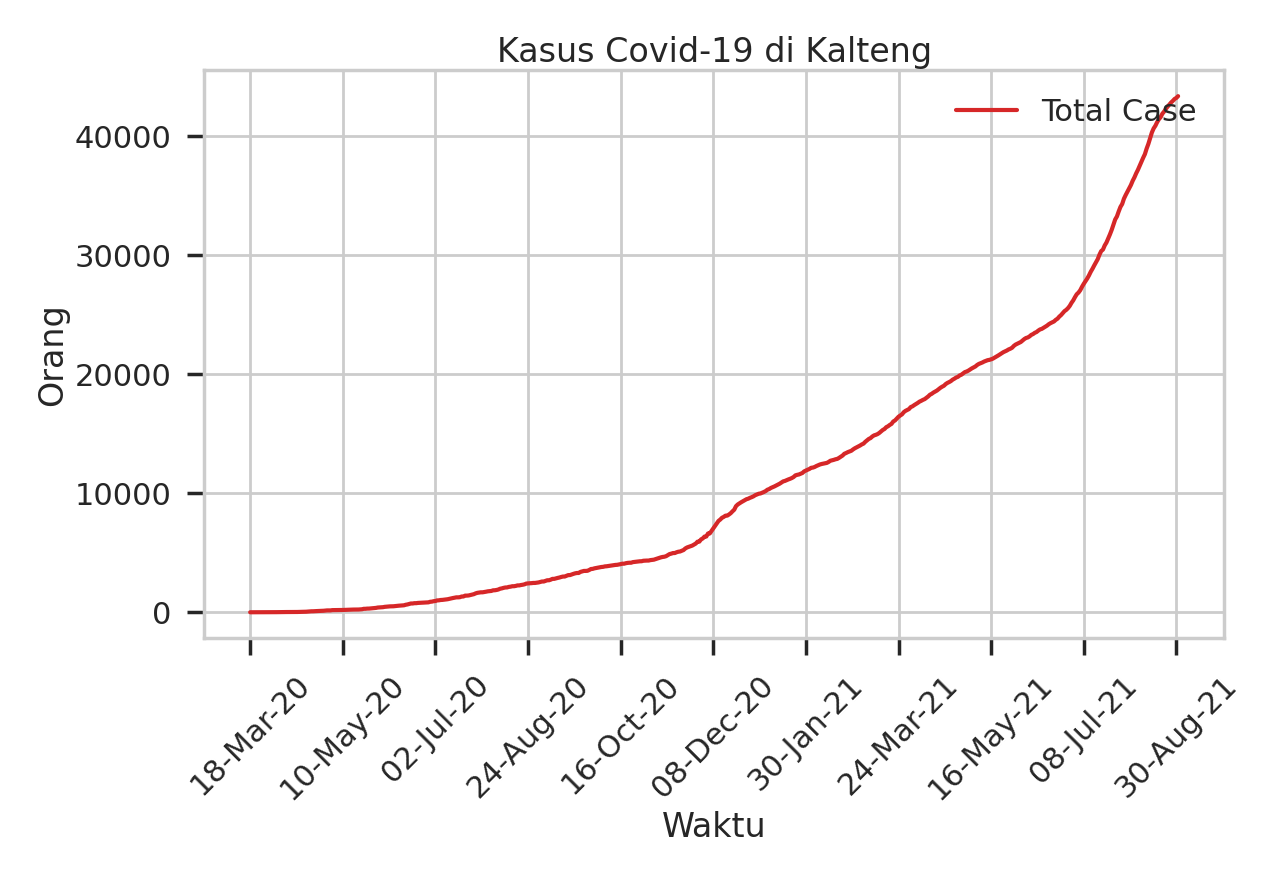 Kasus Covid-19 di Kalteng
Total Case
Orang
40000
30000
20000
10000
0
18-Mar-20
10-May-20
02-Jul-20
24-Aug-20
16-Oct-20
08-Dec-20
30-Jan-21
24-Mar-21
16-May-21
08-Jul-21
30-Aug-21
Waktu